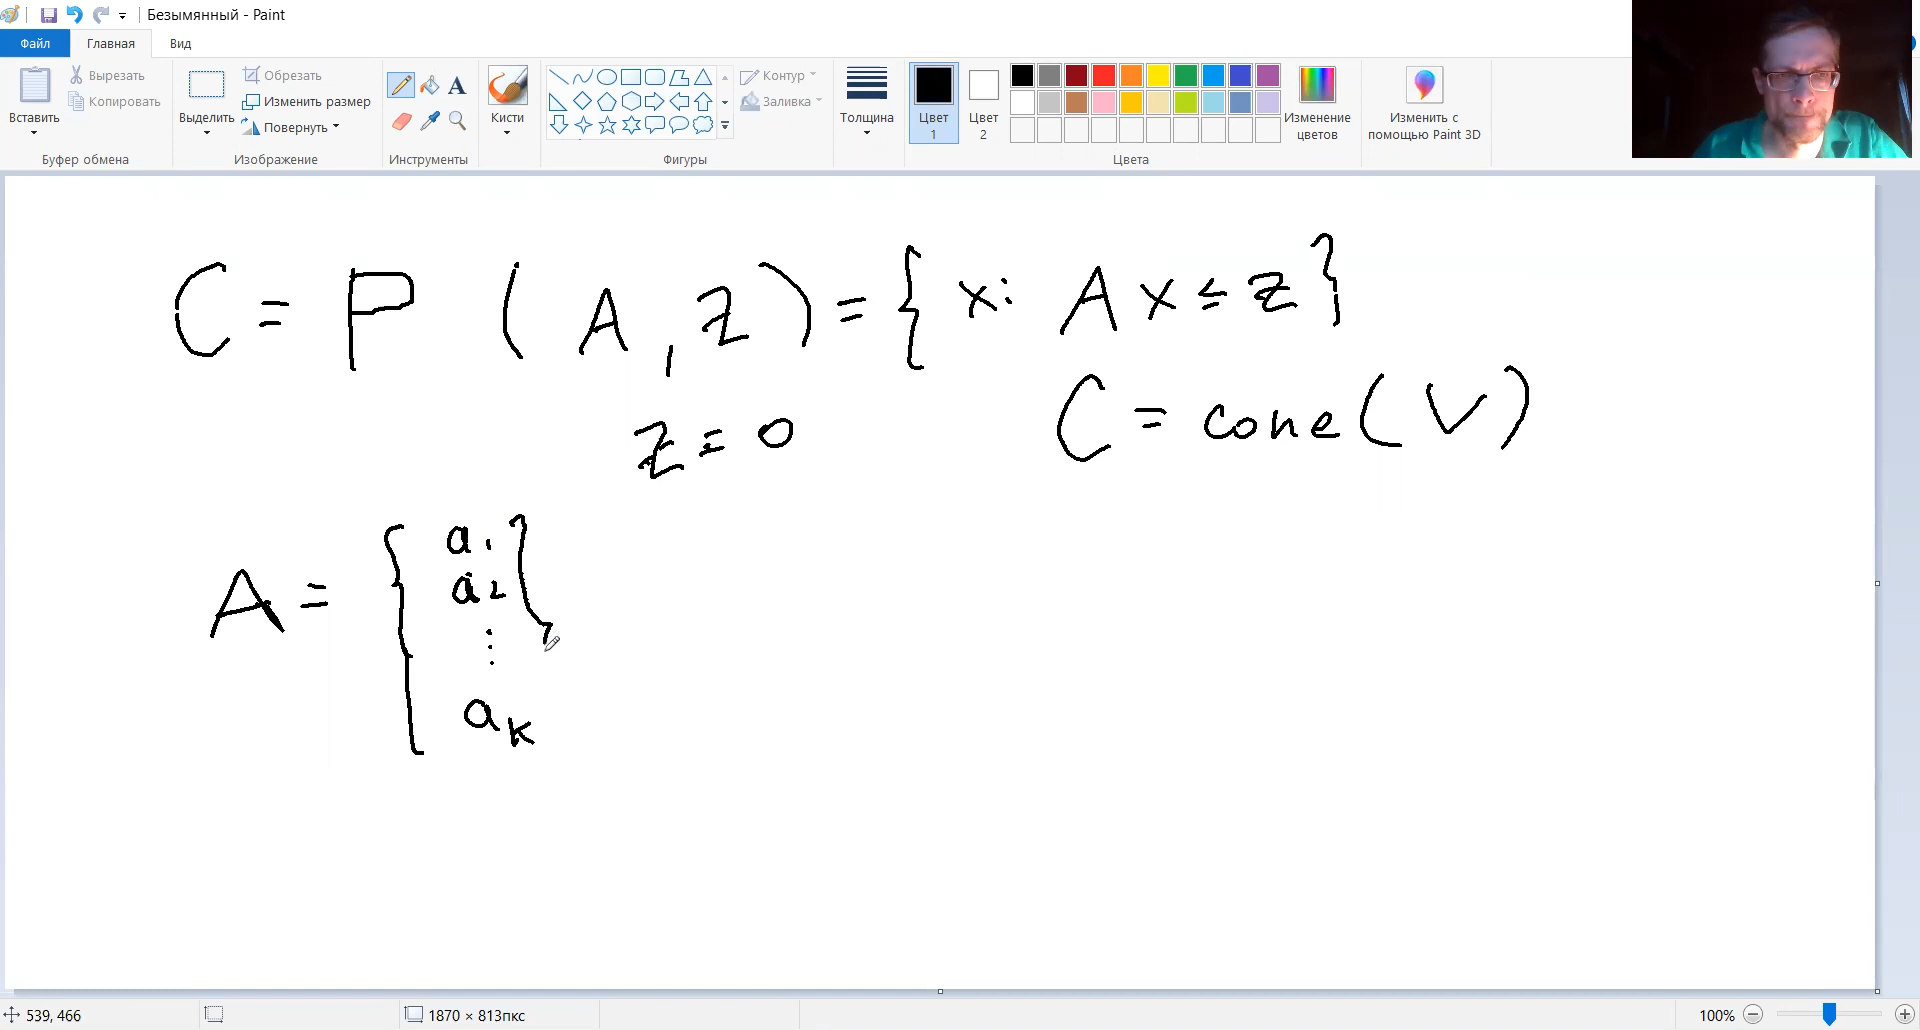 Безымянный - Paint
Файл Главная Вид
Вставить
Вырезать
Копировать
Буфер обмена
Выделить
Обрезать
Изменить размер
Повернуть
Изображение
A
Инструменты
Кисти
Контур
Заливка
Фигуры
Толщина
Цвет 1
Цвет 2
Изменение цветов
Цвета
Изменить с помощью Paint 3D
C = P (A, z) = { x: A x ≤ z }
z = 0 C = cone(V)
A = { a1 }
a2
⋮
aк
539, 466 1870 × 813пкс 100%